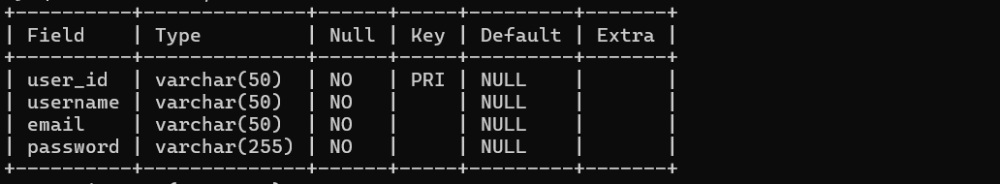 +----------+--------------+------+-----+---------+-------+
| Field    | Type         | Null | Key | Default | Extra |
+----------+--------------+------+-----+---------+-------+
| user_id  | varchar(50)  | NO   | PRI | NULL    |       |
| username | varchar(50)  | NO   |     | NULL    |       |
| email    | varchar(50)  | NO   |     | NULL    |       |
| password | varchar(255) | NO   |     | NULL    |       |
+----------+--------------+------+-----+---------+-------+